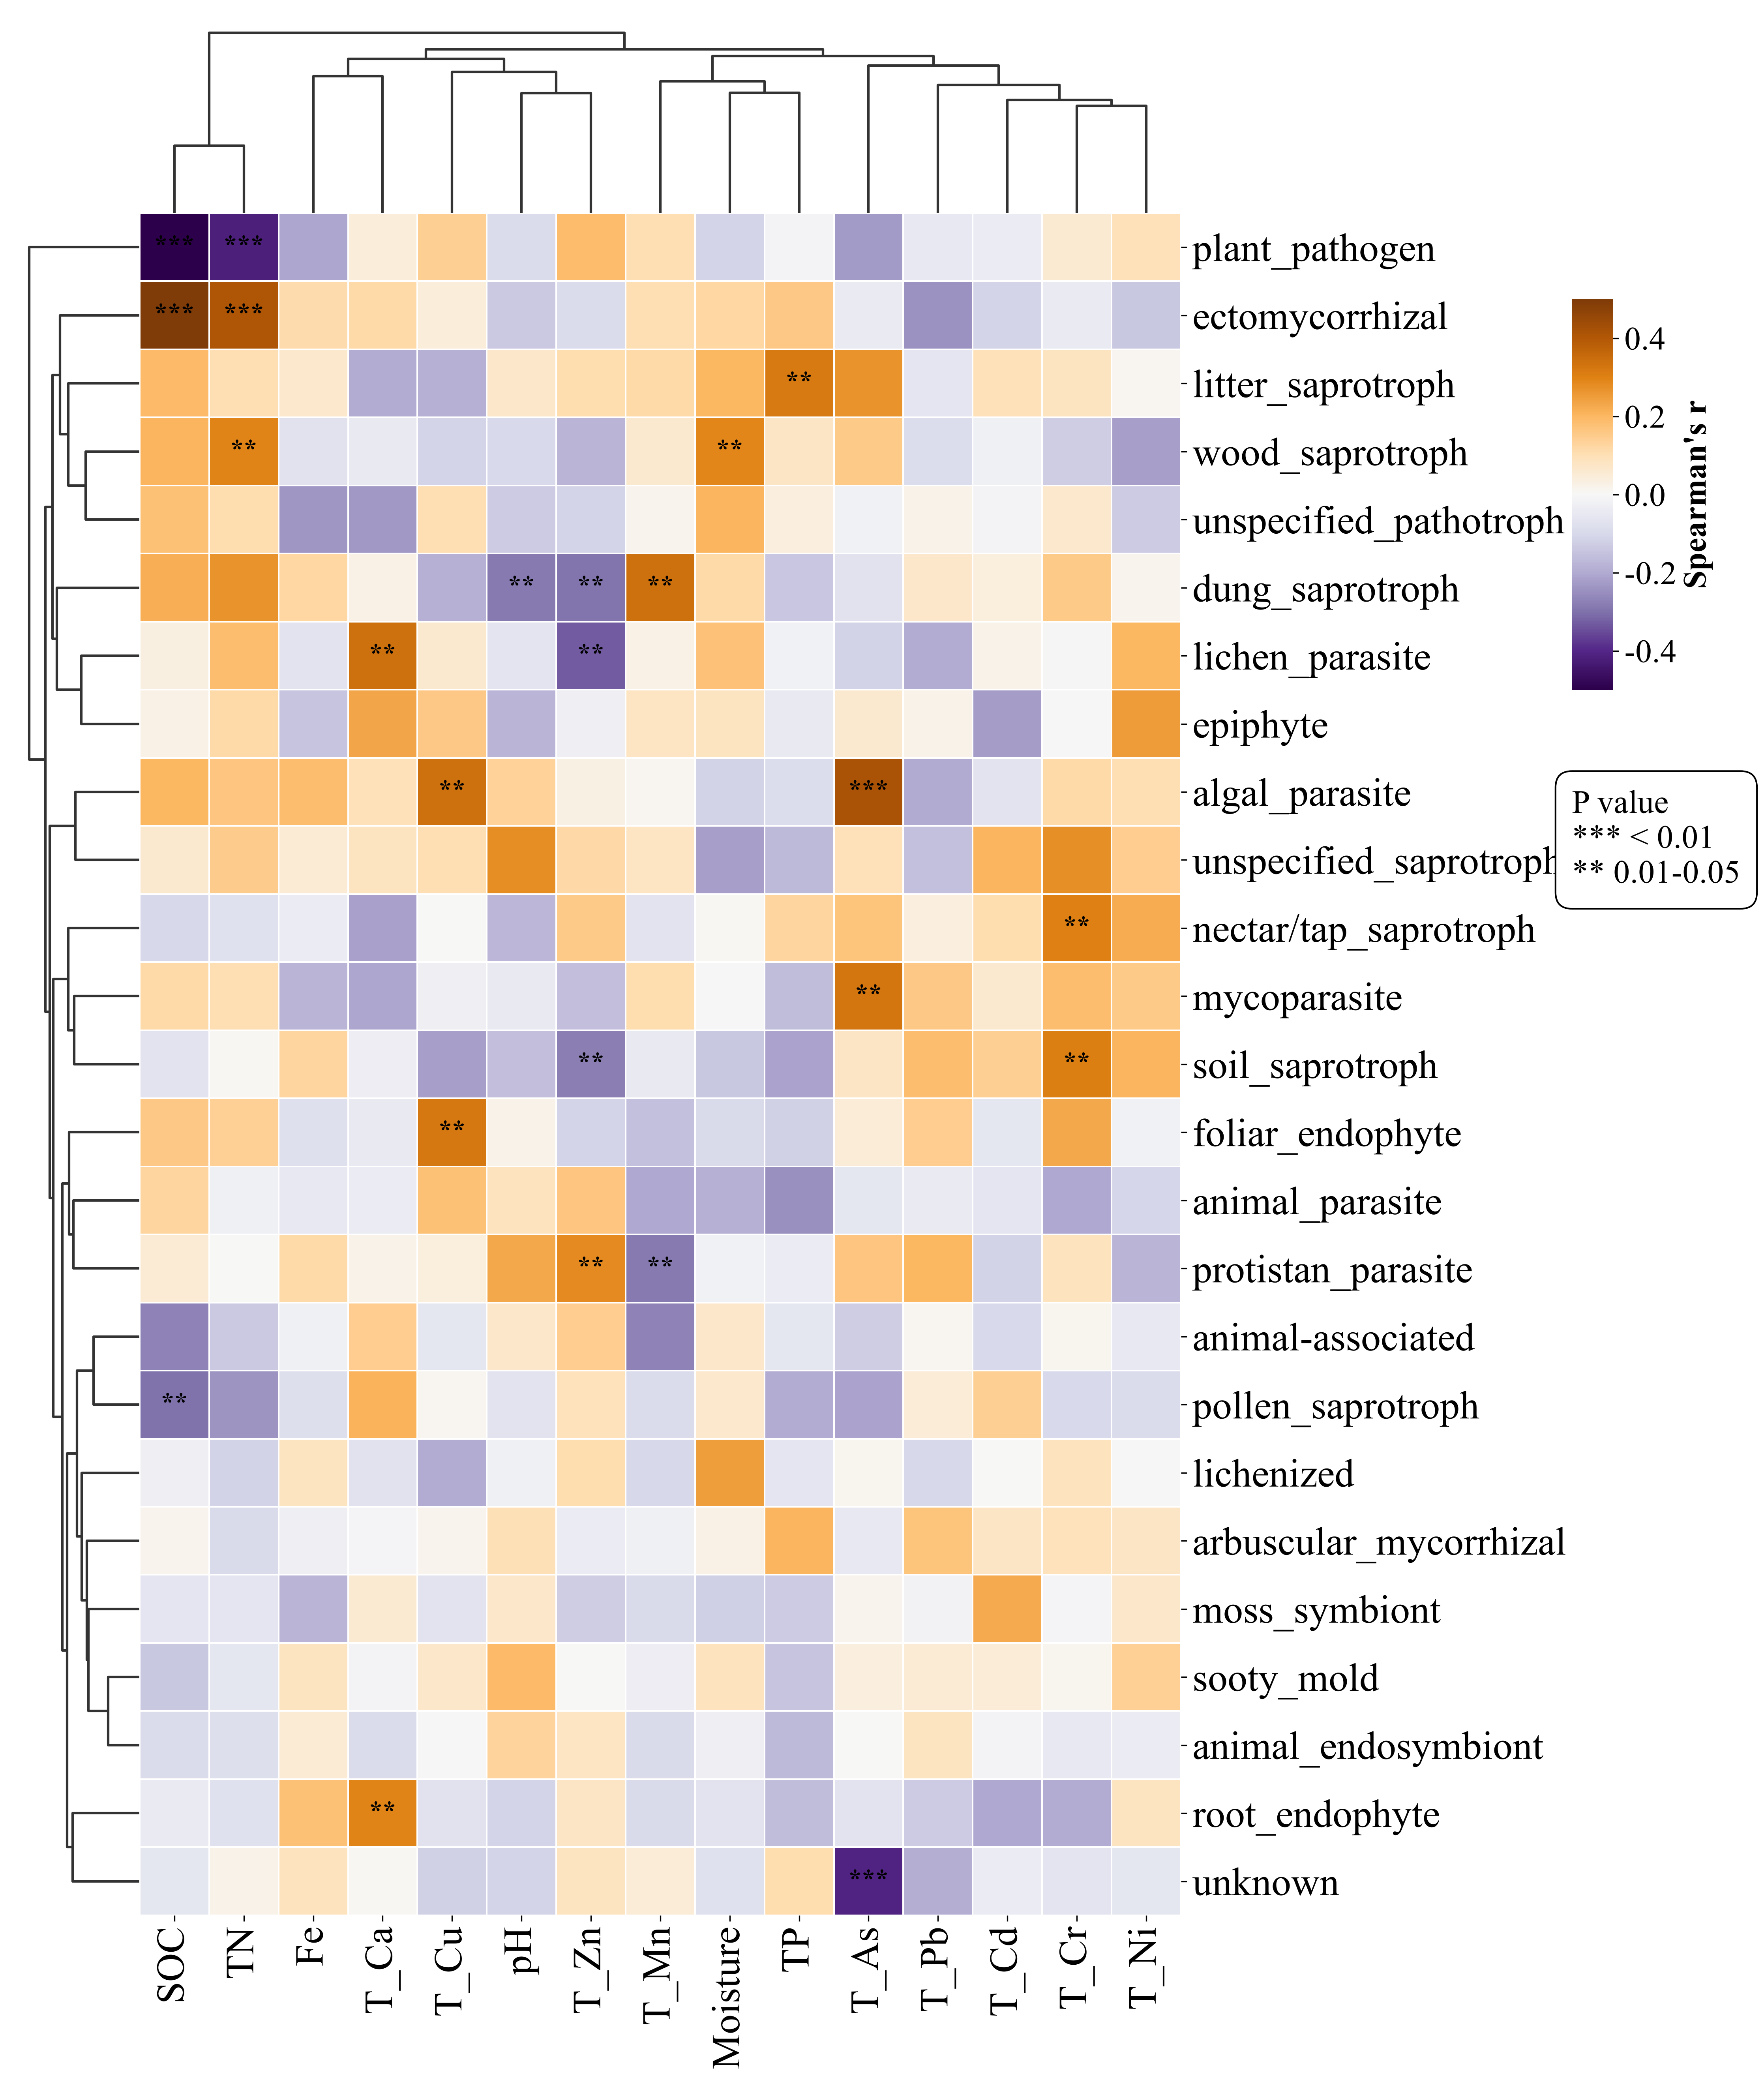 *** *** plant_pathogen
*** *** ectomycorrhizal
** litter_saprotroph
** ** wood_saprotroph
unspecified_pathotroph
** ** ** dung_saprotroph
** ** lichen_parasite
epiphyte
** *** algal_parasite
unspecified_saprotroph
** nectar/tap_saprotroph
** mycoparasite
** ** soil_saprotroph
** foliar_endophyte
animal_parasite
** ** protistan_parasite
animal-associated
** pollen_saprotroph
lichenized
arbuscular_mycorrhizal
moss_symbiont
sooty_mold
animal_endosymbiont
** root_endophyte
*** unknown
SOC
TN
Fe
T_Ca
T_Cu
pH
T_Zn
T_Mn
Moisture
TP
T_As
T_Pb
T_Cd
T_Cr
T_Ni
0.4
0.2
0.0
-0.2
-0.4
Spearman's r
P value
*** < 0.01
** 0.01-0.05